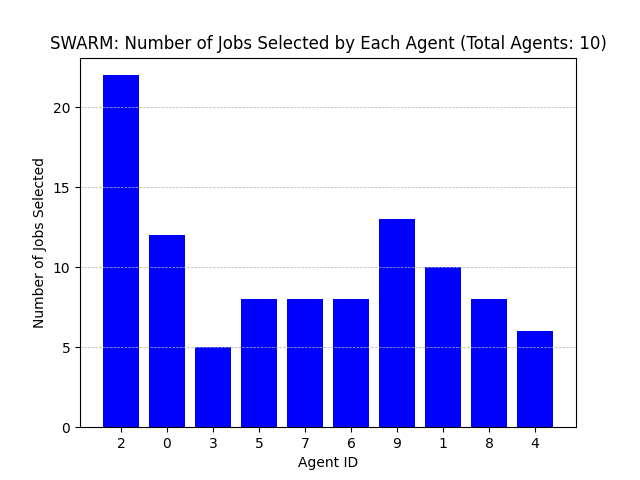 SWARM: Number of Jobs Selected by Each Agent (Total Agents: 10)
Number of Jobs Selected
20
15
10
5
0
2 0 3 5 7 6 9 1 8 4
Agent ID